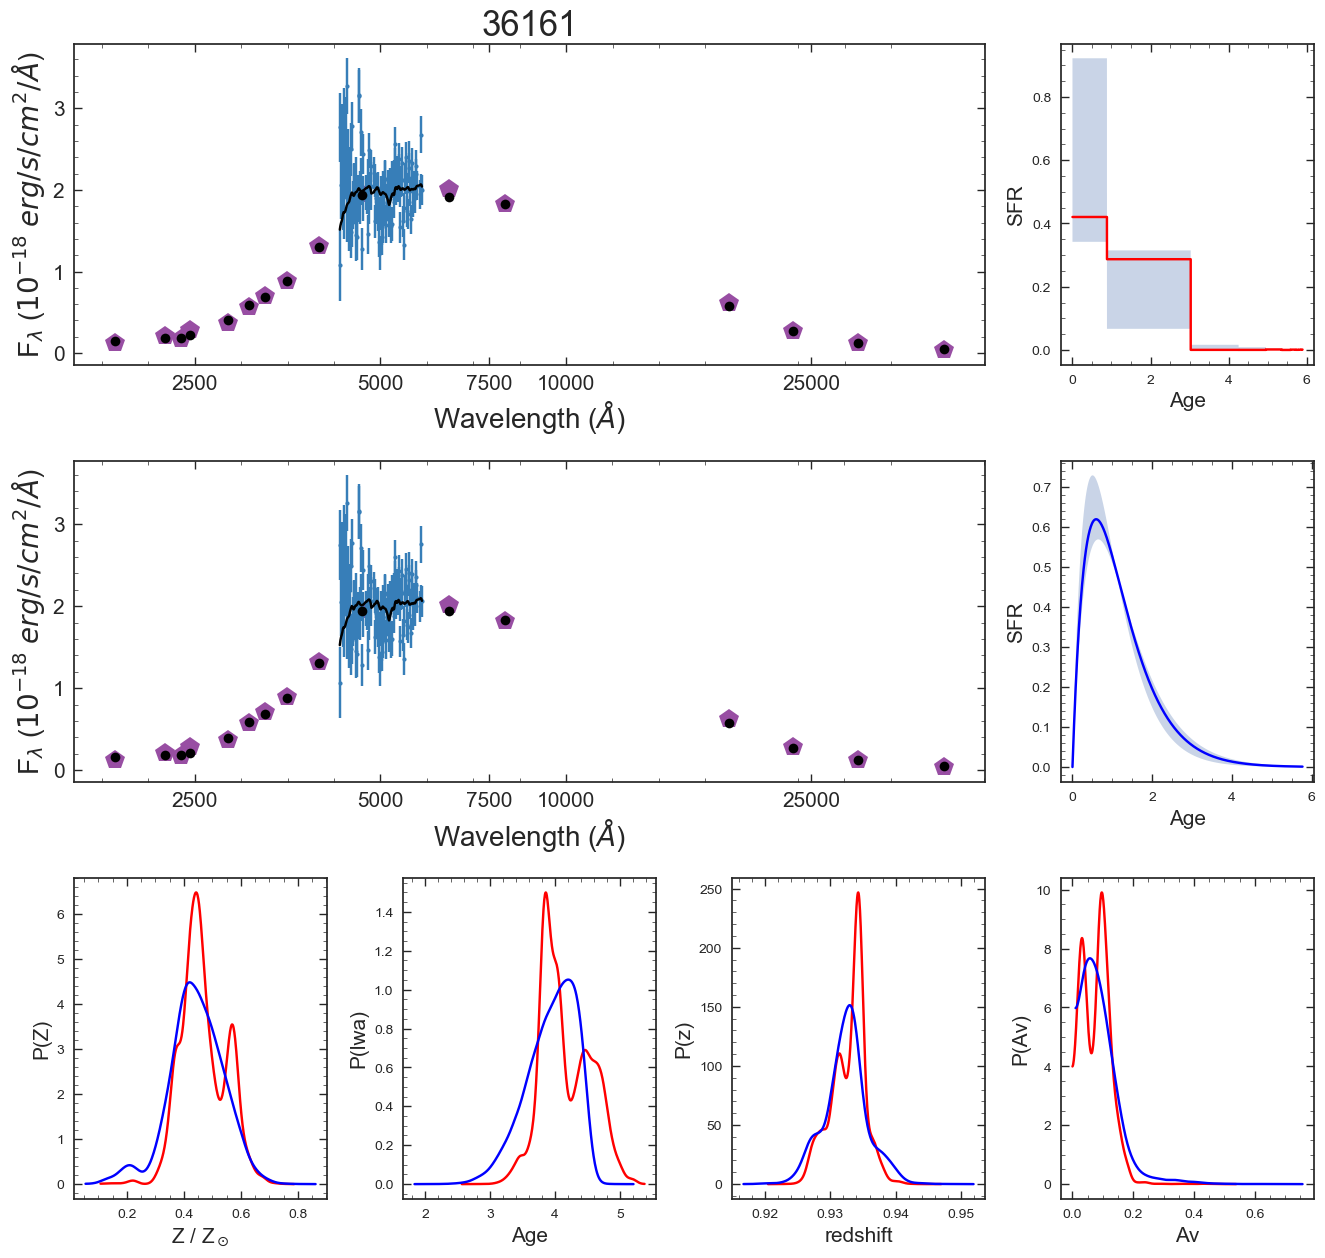 36161
F_λ (10^−18 erg/s/cm^2/Å)
3
2
1
0
2500 5000 7500 10000 25000
Wavelength (Å)
SFR
0.8
0.6
0.4
0.2
0.0
0 2 4 6
Age
F_λ (10^−18 erg/s/cm^2/Å)
3
2
1
0
2500 5000 7500 10000 25000
Wavelength (Å)
SFR
0.7
0.6
0.5
0.4
0.3
0.2
0.1
0.0
0 2 4 6
Age
P(Z)
6
5
4
3
2
1
0
0.2 0.4 0.6 0.8
Z / Z_⊙
P(lwa)
1.4
1.2
1.0
0.8
0.6
0.4
0.2
0.0
2 3 4 5
Age
P(z)
250
200
150
100
50
0
0.92 0.93 0.94 0.95
redshift
P(Av)
10
8
6
4
2
0
0.0 0.2 0.4 0.6
Av